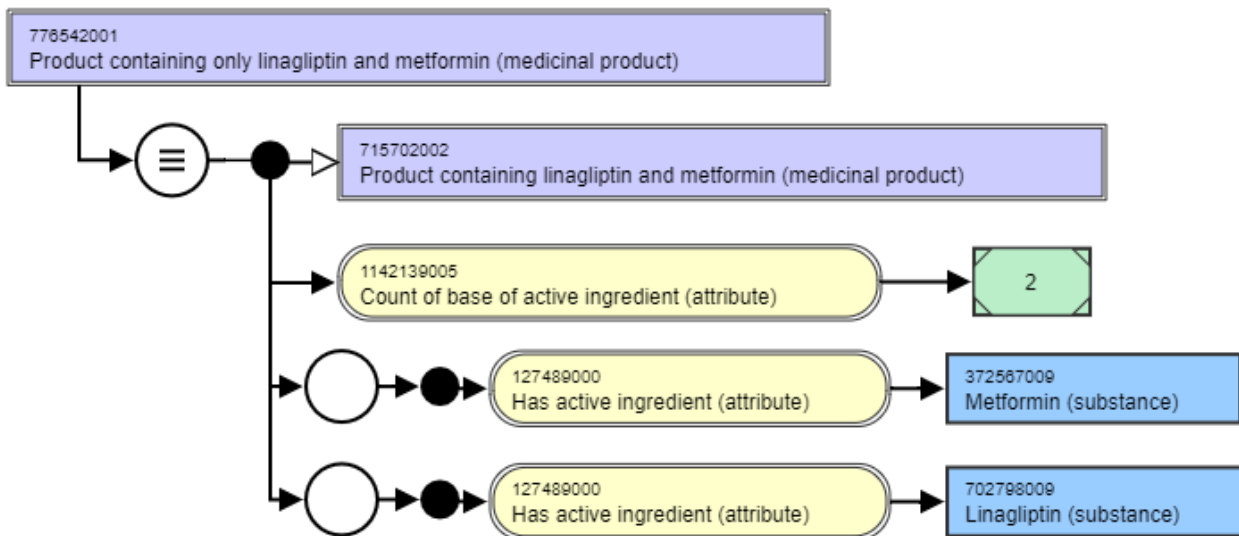 776542001
Product containing only linagliptin and metformin (medicinal product)
715702002
Product containing linagliptin and metformin (medicinal product)
1142139005
Count of base of active ingredient (attribute)
2
127489000
Has active ingredient (attribute)
372567009
Metformin (substance)
127489000
Has active ingredient (attribute)
702798009
Linagliptin (substance)